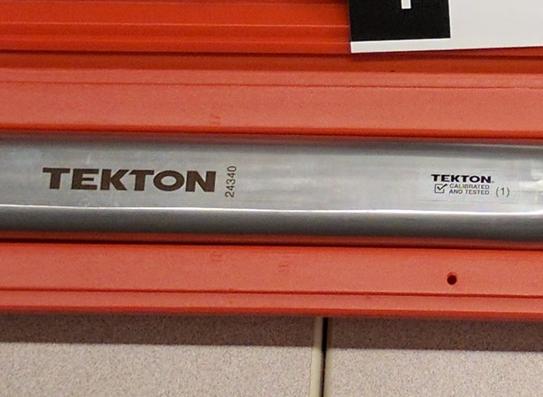 TEKTON
24340
TEKTON
CALIBRATED
AND TESTED
(1)